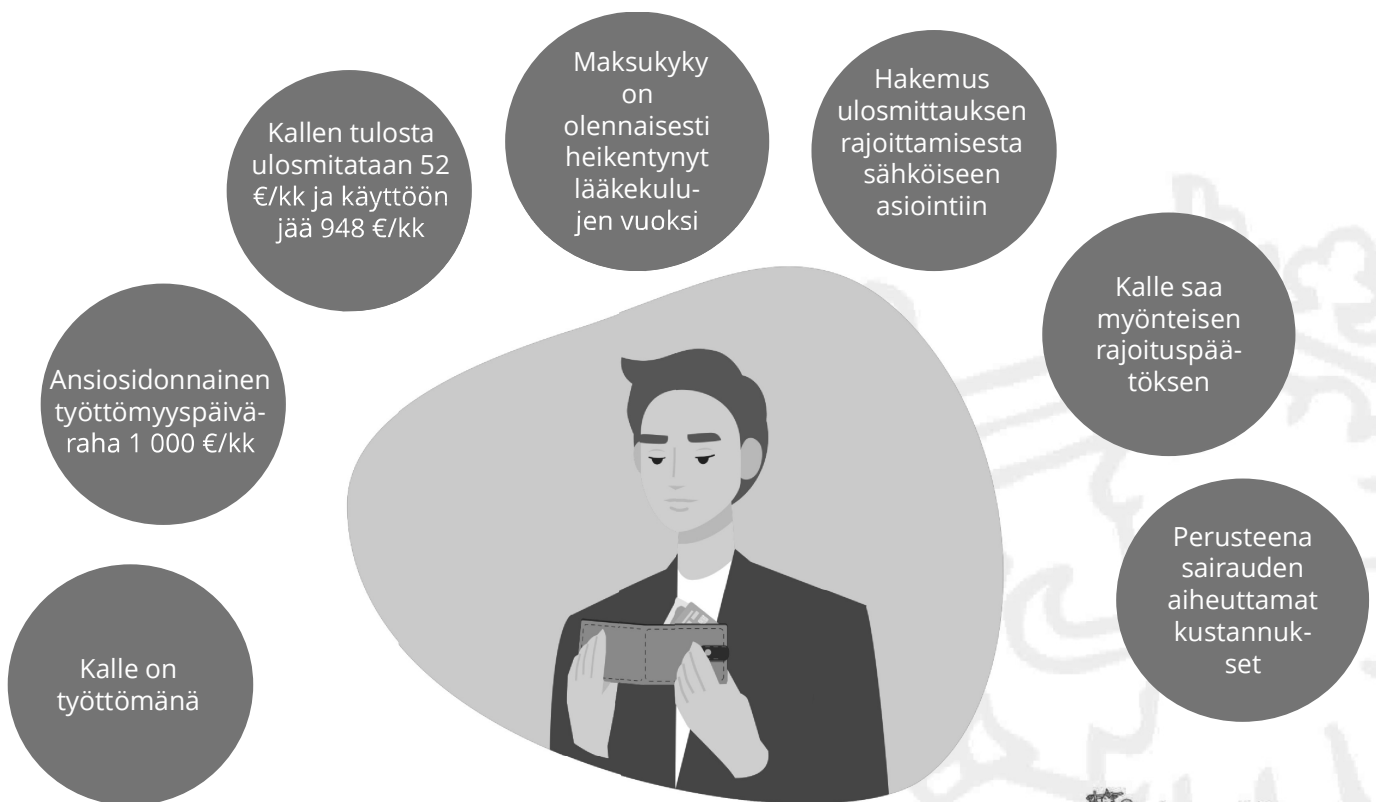 Kalle on
työttömänä
Ansiosidonnainen
työttömyyspäivä-
raha 1 000 €/kk
Kallen tulosta
ulosmitataan 52
€/kk ja käyttöön
jää 948 €/kk
Maksukyky
on
olennaisesti
heikentynyt
lääkekulu-
jen vuoksi
Hakemus
ulosmittauksen
rajoittamisesta
sähköiseen
asiointiin
Kalle saa
myönteisen
rajoituspää-
töksen
Perusteena
sairauden
aiheuttamat
kustannuk-
set